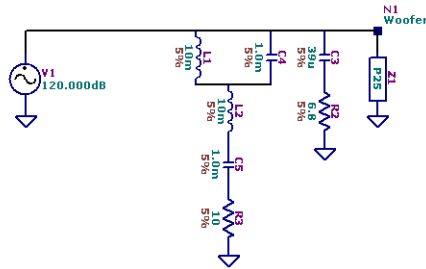 N1
Woofer
V1
120.000dB
L1
10m
5%
C4
1.0m
5%
C3
39u
5%
Z1
P25
L2
10m
5%
R2
6.8
5%
C5
1.0m
5%
R3
10
5%